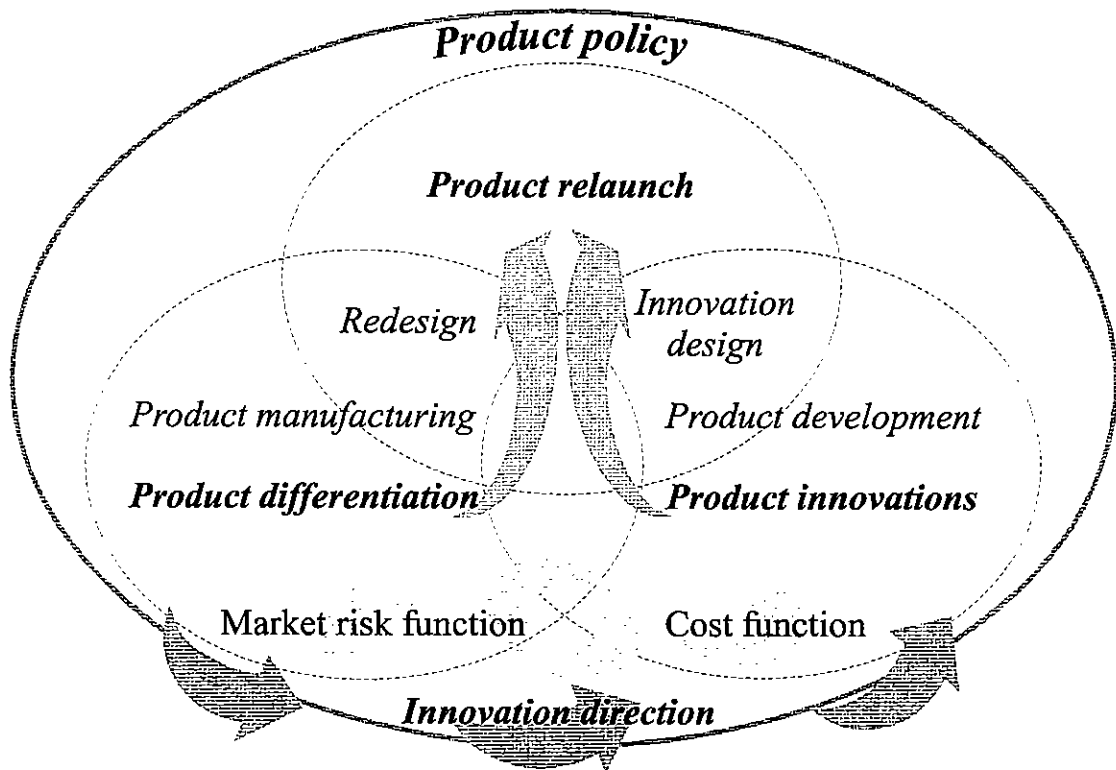 Product policy
Product relaunch
Redesign
Innovation
design
Product manufacturing
Product development
Product differentiation
Product innovations
Market risk function
Cost function
Innovation direction